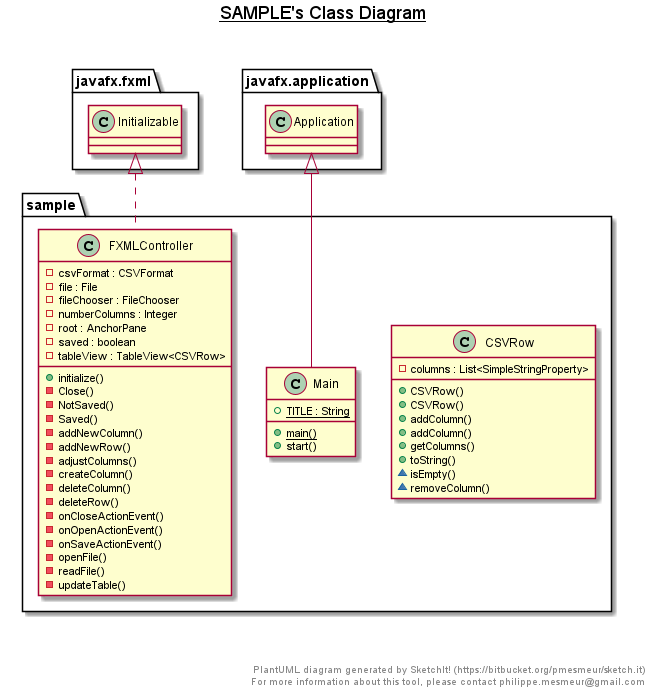 SAMPLE's Class Diagram
javafx.fxml
javafx.application
C Initializable
C Application
sample
C FXMLController
csvFormat : CSVFormat
file : File
fileChooser : FileChooser
numberColumns : Integer
root : AnchorPane
saved : boolean
tableView : TableView<CSVRow>
initialize()
Close()
NotSaved()
Saved()
addNewColumn()
addNewRow()
adjustColumns()
createColumn()
deleteColumn()
deleteRow()
onCloseActionEvent()
onOpenActionEvent()
onSaveActionEvent()
openFile()
readFile()
updateTable()
C Main
TITLE : String
main()
start()
C CSVRow
columns : List<SimpleStringProperty>
CSVRow()
CSVRow()
addColumn()
addColumn()
getColumns()
toString()
isEmpty()
removeColumn()
PlantUML diagram generated by SketchIt! (https://bitbucket.org/pmesmeur/sketch.it)
For more information about this tool, please contact philippe.mesmeur@gmail.com